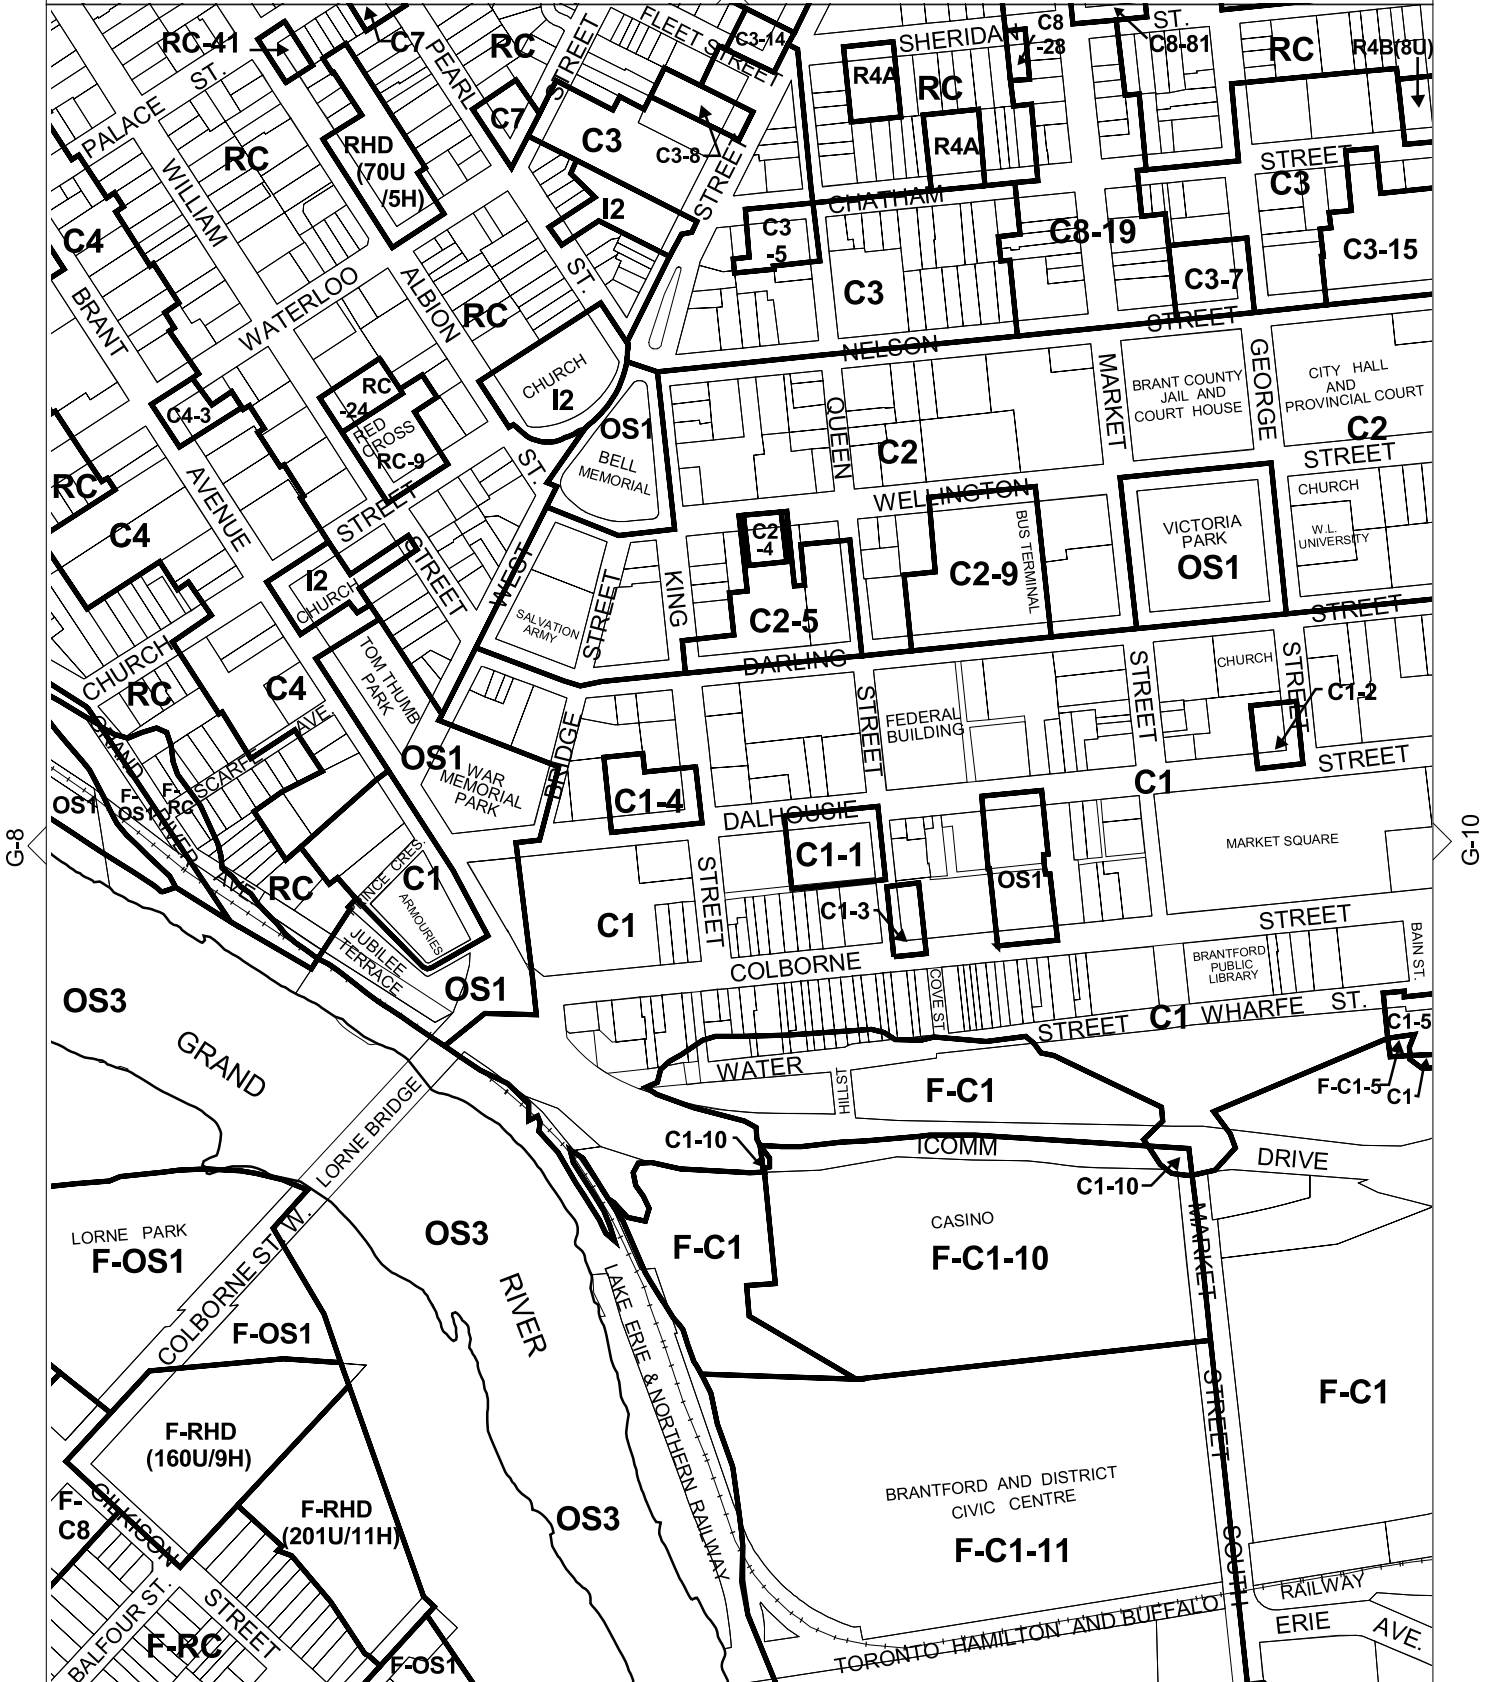 RC-41
C7
RC
FLEET STREET
C3-14
SHERIDAN
C8
-28
ST.
C8-81
RC
R4B(8U)
PALACE ST.
PEARL
STREET
R4A
RC
C7
RHD
(70U
/5H)
RC
WILLIAM
C3
C3-8
STREET
R4A
STREET
C3
I2
CHATHAM
C3
-5
C8-19
C3-15
C4
ST.
C3-7
C3
BRANT
WATERLOO
ALBION
RC
NELSON
STREET
CHURCH
I2
MARKET
BRANT COUNTY
JAIL AND
COURT HOUSE
GEORGE
CITY HALL
AND
PROVINCIAL COURT
C2
C4-3
RC
-24
RED
CROSS
RC-9
OS1
BELL
MEMORIAL
QUEEN
C2
STREET
RC
AVENUE
STREET
ST.
WELLINGTON
CHURCH
C4
STREET
C2
-4
BUS TERMINAL
VICTORIA
PARK
OS1
W.L.
UNIVERSITY
I2
CHURCH
WEST
KING
C2-9
SALVATION
ARMY
STREET
C2-5
STREET
CHURCH
TOM THUMB
PARK
DARLING
RC
C4
STREET
CHURCH
STREET
C1-2
GRAND
RIVER
AVE.
SCARFE AVE.
OS1
WAR
MEMORIAL
PARK
BRIDGE
STREET
FEDERAL
BUILDING
C1
STREET
OS1
F-
OS1
F-
RC
C1-4
DALHOUSIE
G-8
MARKET SQUARE
G-10
C1-1
RC
C1
ARMOURIES
STREET
OS1
C1-3
C1
STREET
JUBILEE
TERRACE
COLBORNE
BRANTFORD
PUBLIC
LIBRARY
BAIN ST.
OS3
OS1
COVE ST.
STREET
C1
WHARFE
ST.
C1-5
GRAND
WATER
F-C1
F-C1-5
C1
LORNE BRIDGE
HILL ST
C1-10
ICOMM
DRIVE
C1-10
LORNE PARK
F-OS1
OS3
CASINO
F-C1
F-C1-10
MARKET
COLBORNE ST. W.
RIVER
F-OS1
LAKE ERIE & NORTHERN RAILWAY
STREET
F-C1
F-RHD
(160U/9H)
BRANTFORD AND DISTRICT
CIVIC CENTRE
F-
C8
GILKISON
F-RHD
(201U/11H)
OS3
F-C1-11
SOUTH
BALFOUR ST.
STREET
RAILWAY
F-RC
TORONTO HAMILTON AND BUFFALO
ERIE AVE.
F-OS1